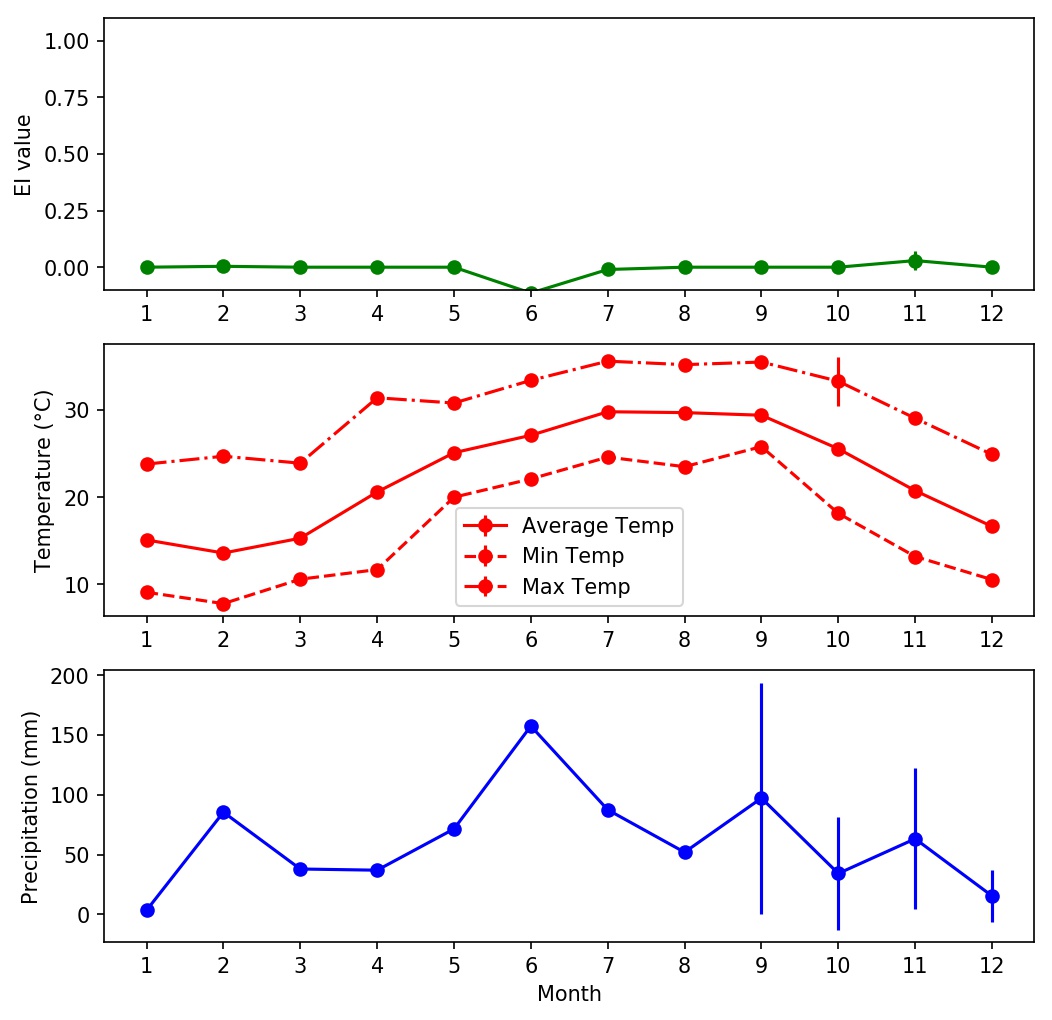 1.00
0.75
0.50
0.25
0.00
EI value
1 2 3 4 5 6 7 8 9 10 11 12
30
20
10
Temperature (°C)
Average Temp
Min Temp
Max Temp
1 2 3 4 5 6 7 8 9 10 11 12
200
150
100
50
0
Precipitation (mm)
1 2 3 4 5 6 7 8 9 10 11 12
Month